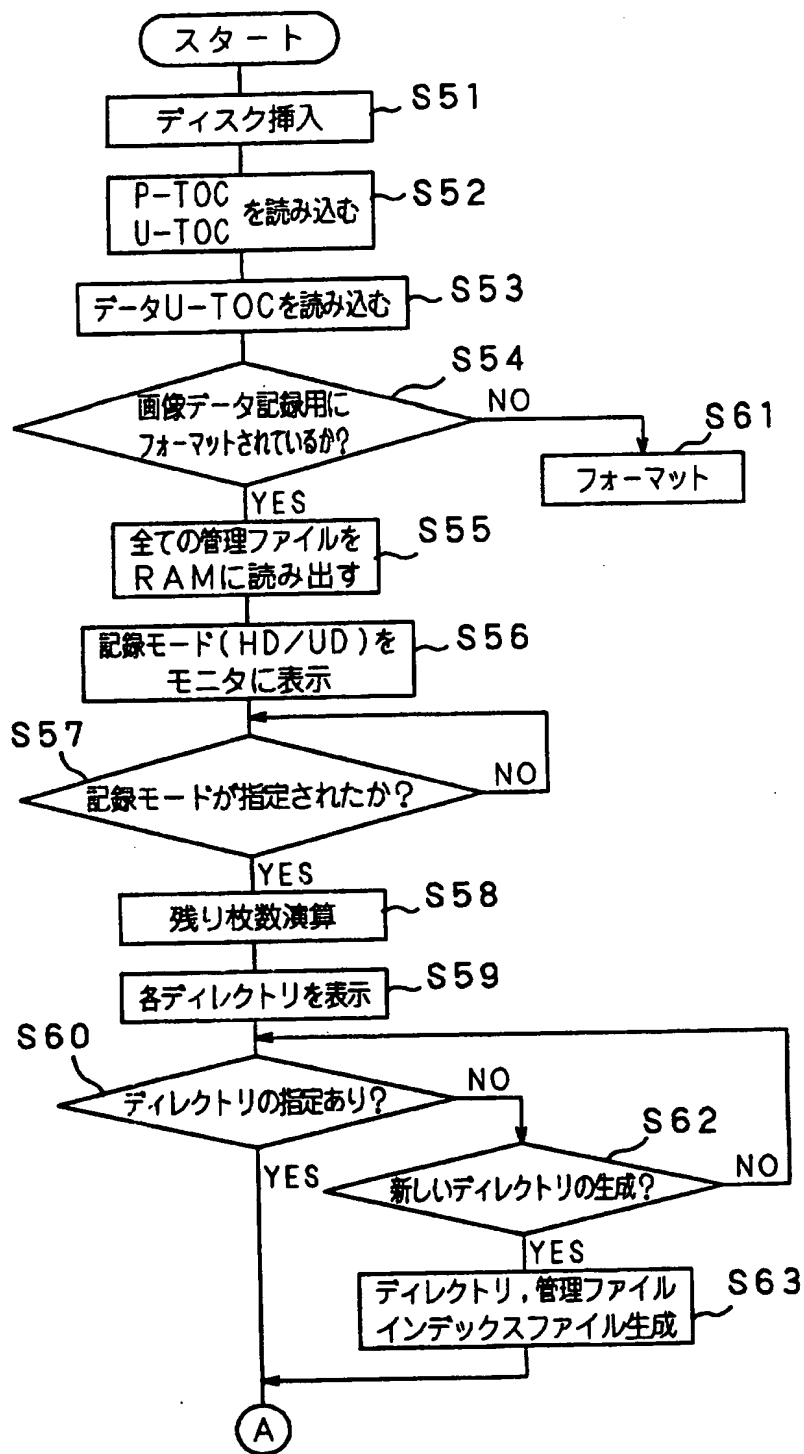 スタート
S51
ディスク挿入
S52
P-TOC
U-TOC
を読み込む
S53
データU-TOCを読み込む
S54
画像データ記録用に
フォーマットされているか?
NO
S61
フォーマット
YES
S55
全ての管理ファイルを
RAMに読み出す
S56
記録モード(HD/UD)を
モニタに表示
S57
記録モードが指定されたか?
NO
YES
S58
残り枚数演算
S59
各ディレクトリを表示
S60
ディレクトリの指定あり?
NO
S62
YES
新しいディレクトリの生成?
NO
YES
S63
ディレクトリ,管理ファイル
インデックスファイル生成
A